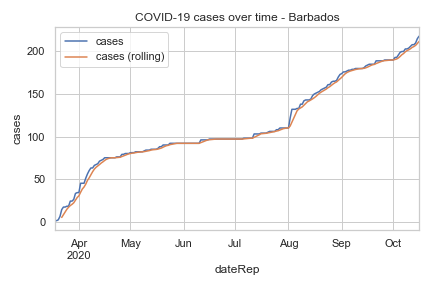 COVID-19 cases over time - Barbados
cases
cases (rolling)
200
150
100
50
0
cases
Apr
2020
May
Jun
Jul
Aug
Sep
Oct
dateRep